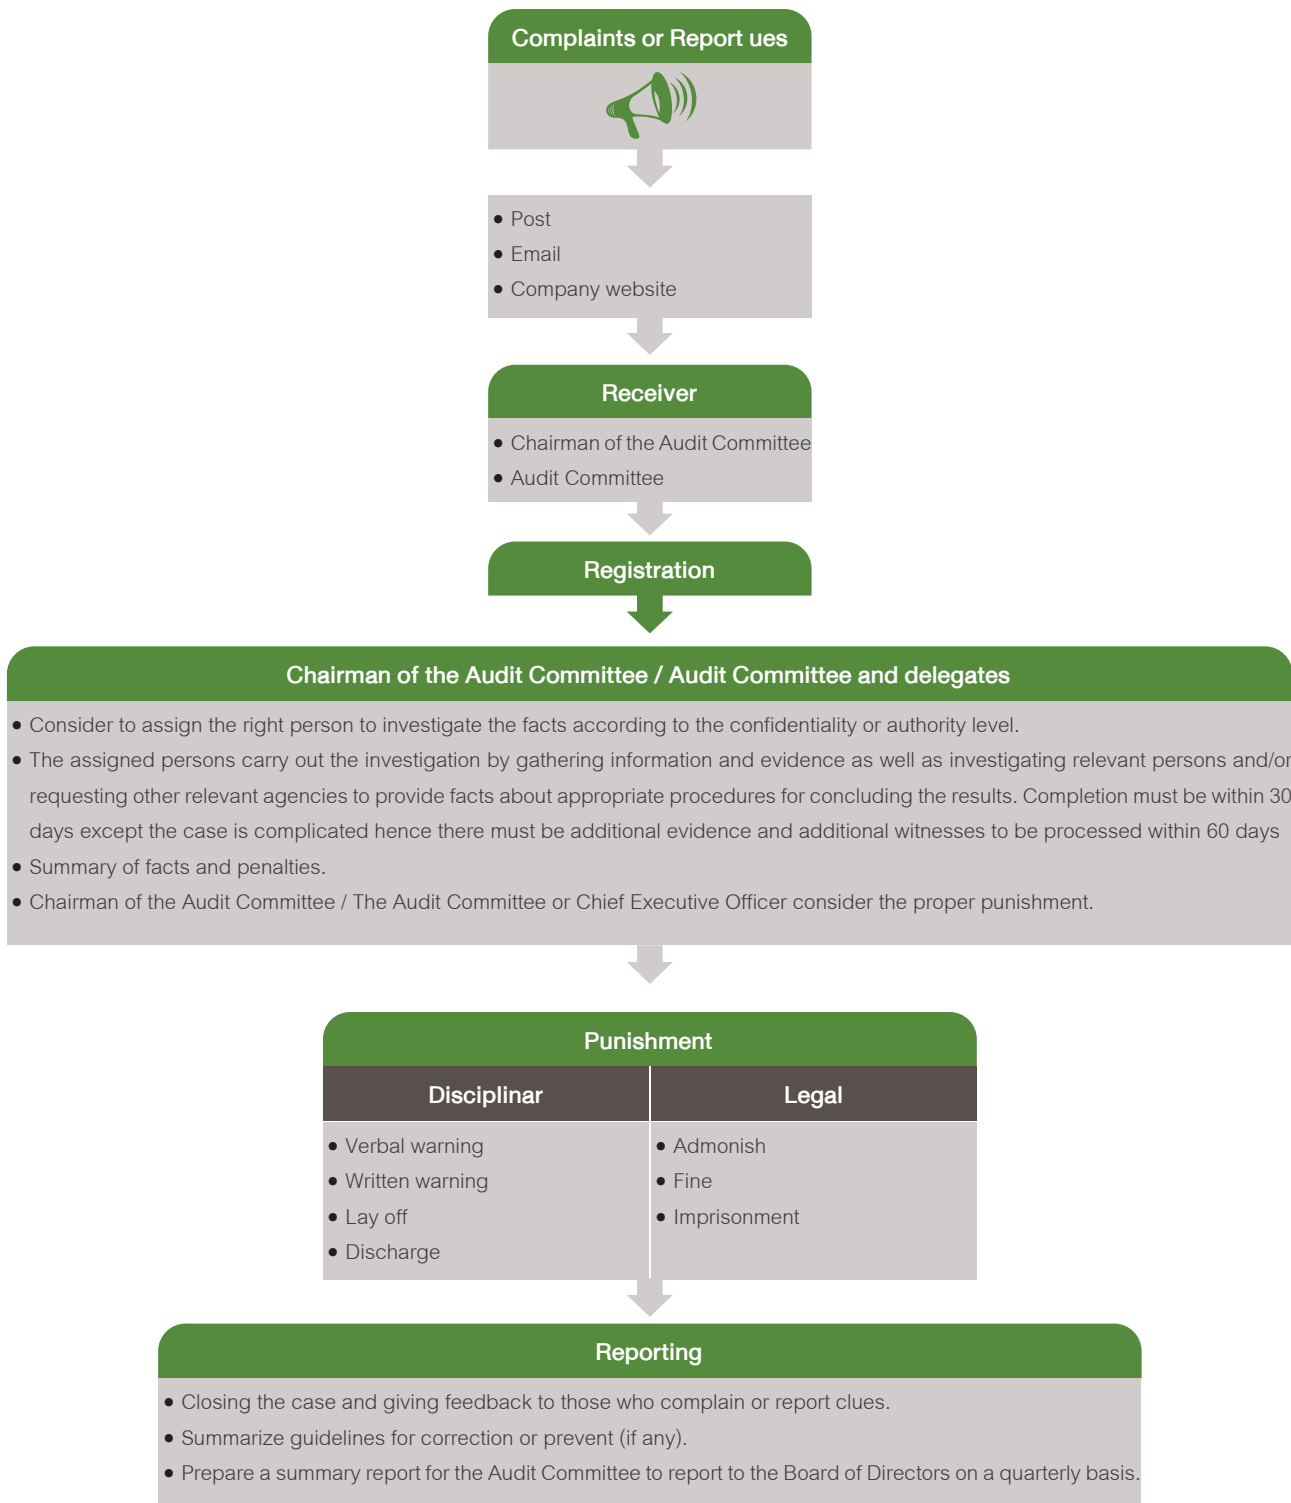 Complaints or Report ues
• Post
• Email
• Company website
Receiver
• Chairman of the Audit Committee
• Audit Committee
Registration
Chairman of the Audit Committee / Audit Committee and delegates
• Consider to assign the right person to investigate the facts according to the confidentiality or authority level.
• The assigned persons carry out the investigation by gathering information and evidence as well as investigating relevant persons and/or
requesting other relevant agencies to provide facts about appropriate procedures for concluding the results. Completion must be within 30
days except the case is complicated hence there must be additional evidence and additional witnesses to be processed within 60 days
• Summary of facts and penalties.
• Chairman of the Audit Committee / The Audit Committee or Chief Executive Officer consider the proper punishment.
Punishment
Disciplinar
• Verbal warning
• Written warning
• Lay off
• Discharge
Legal
• Admonish
• Fine
• Imprisonment
Reporting
• Closing the case and giving feedback to those who complain or report clues.
• Summarize guidelines for correction or prevent (if any).
• Prepare a summary report for the Audit Committee to report to the Board of Directors on a quarterly basis.